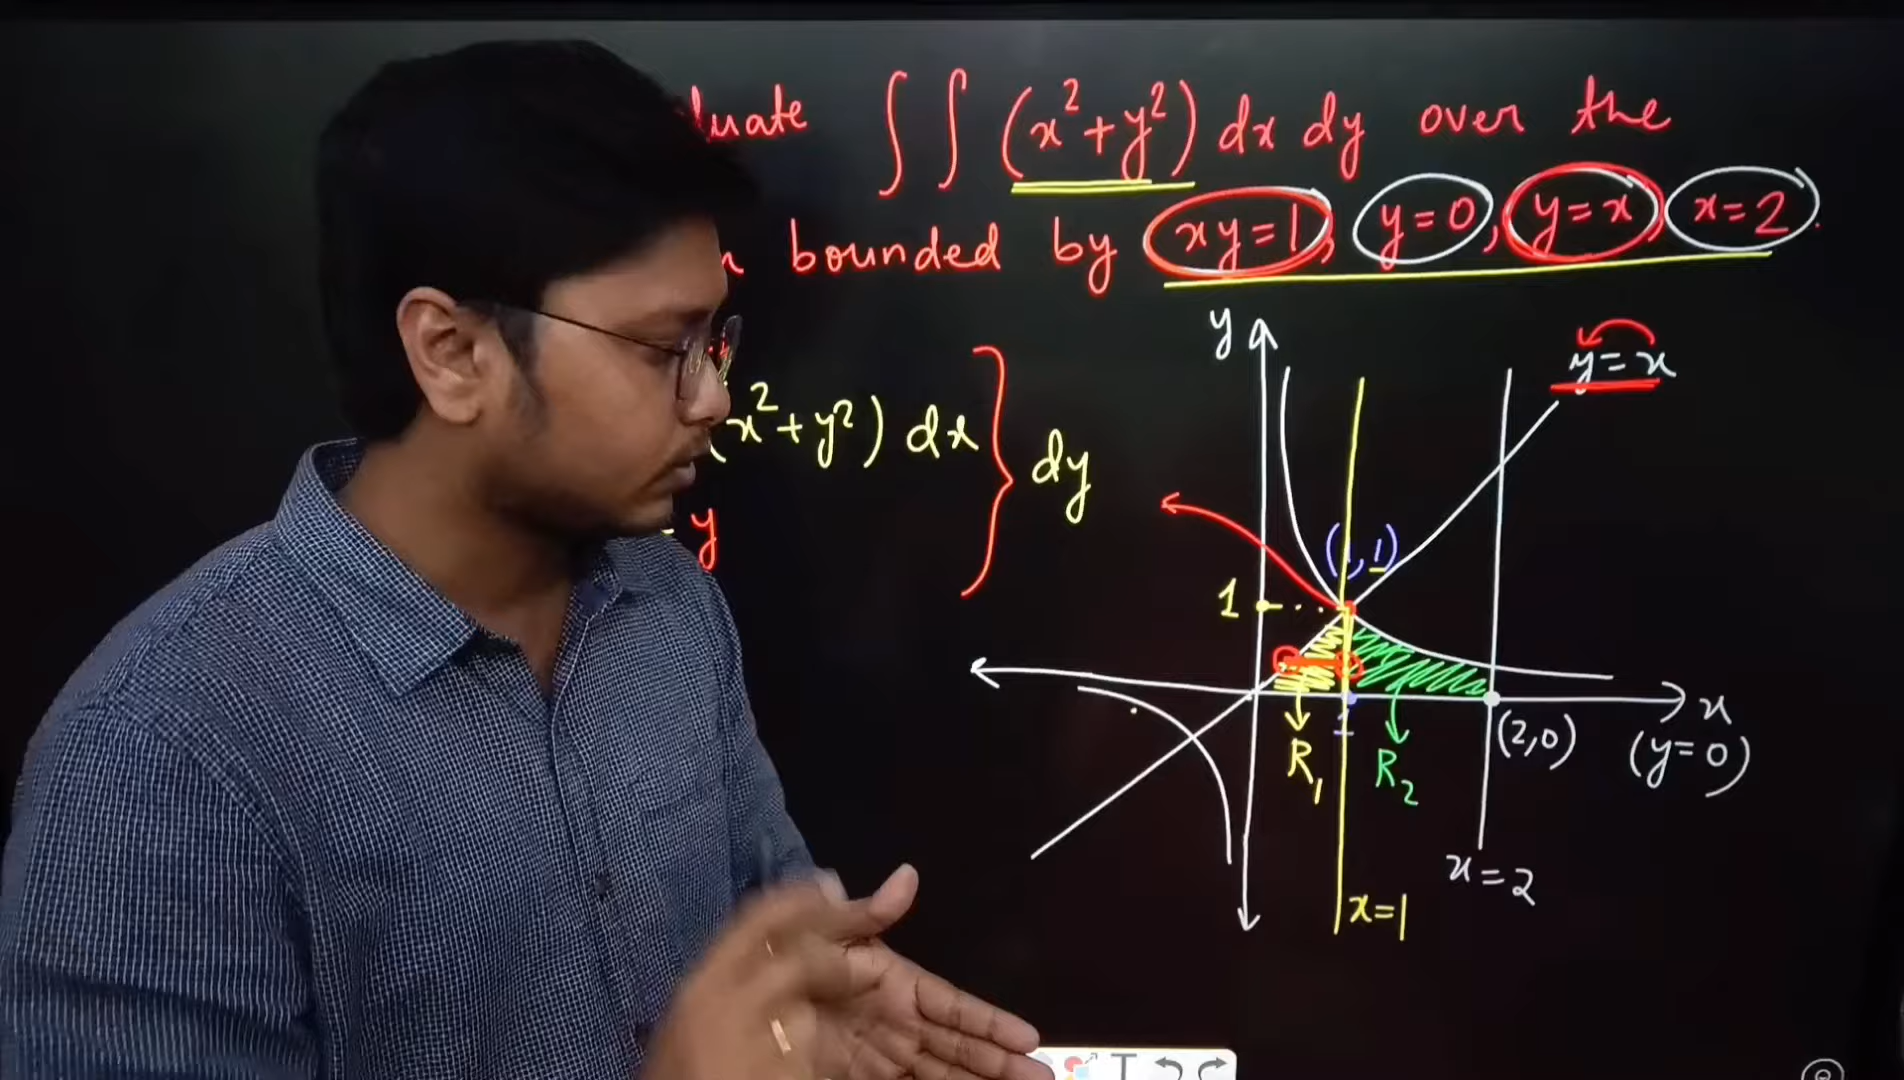 ∫ ∫ (x² + y²) dx dy over the
bounded by xy = 1, y = 0, y = x, x = 2.
y
y = x
x² + y²) dx } dy
y
(1, 1)
1
1
x
R₁
R₂
(2, 0)
(y = 0)
x = 2
x = 1
T